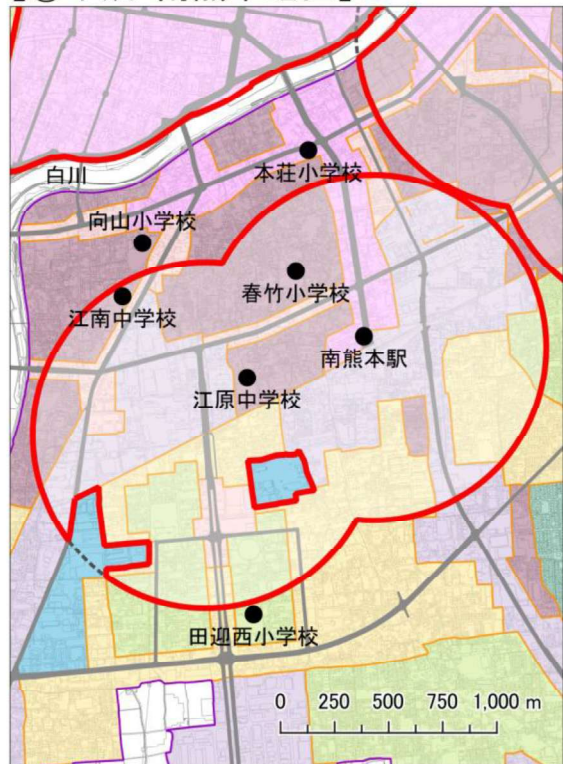 白川
本荘小学校
向山小学校
春竹小学校
江南中学校
南熊本駅
江原中学校
田迎西小学校
0 250 500 750 1,000 m